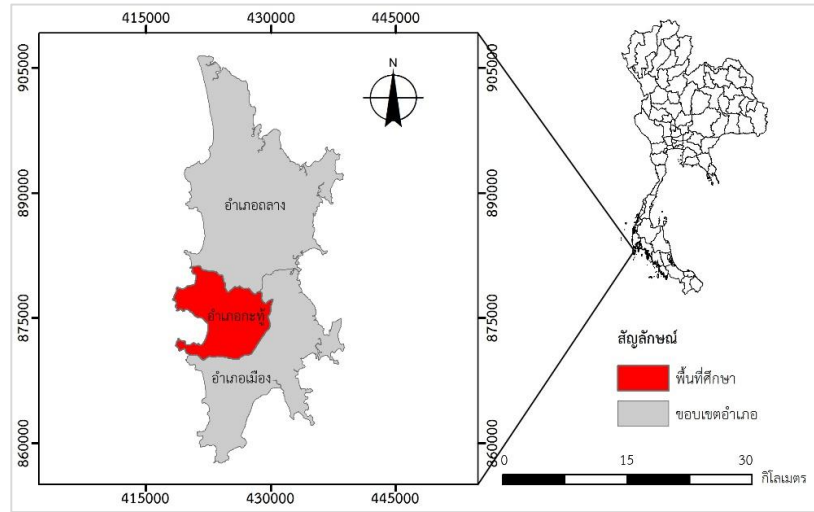 415000 430000 445000
905000
890000
875000
860000
N
อำเภอถลาง
อำเภอกะทู้
อำเภอเมือง
905000
890000
875000
860000
415000 430000 445000
สัญลักษณ์
พื้นที่ศึกษา
ขอบเขตอำเภอ
0 15 30
กิโลเมตร